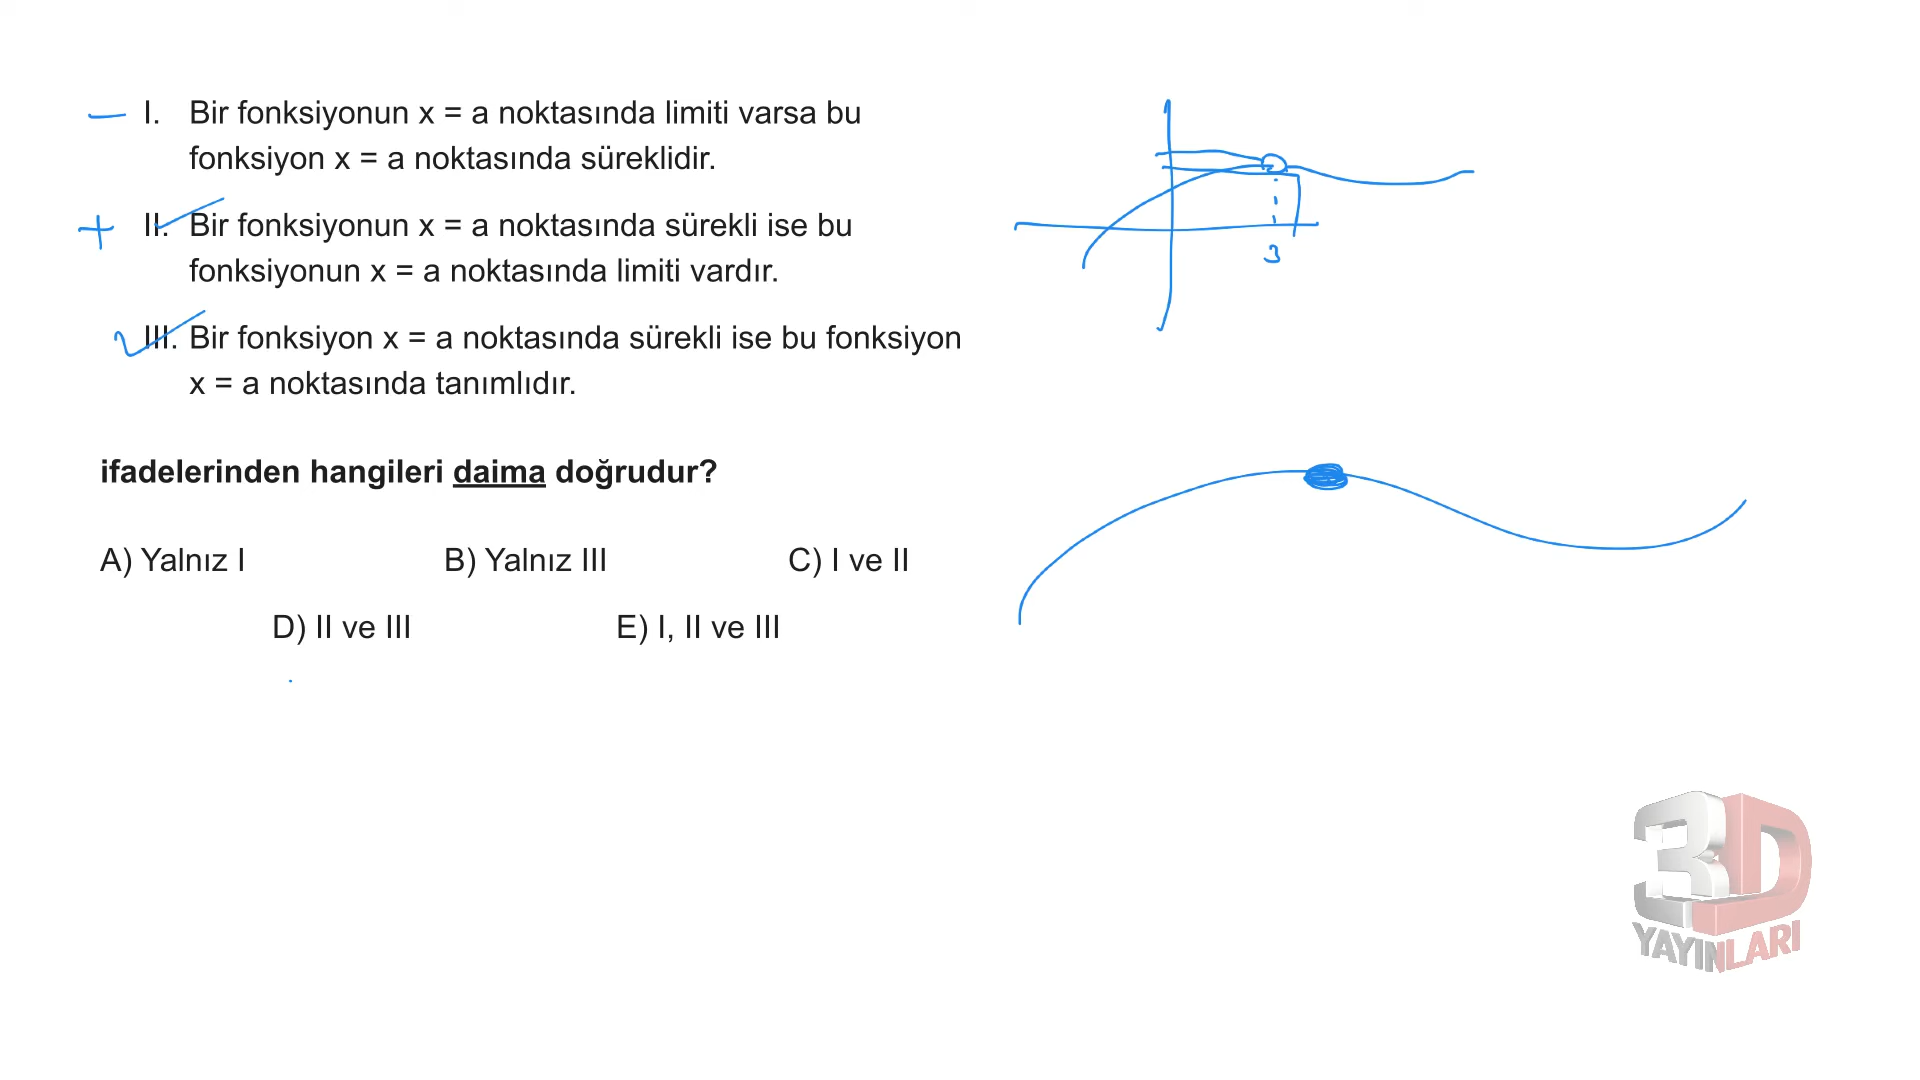 I. Bir fonksiyonun x = a noktasında limiti varsa bu
fonksiyon x = a noktasında süreklidir.
II. Bir fonksiyonun x = a noktasında sürekli ise bu
fonksiyonun x = a noktasında limiti vardır.
III. Bir fonksiyon x = a noktasında sürekli ise bu fonksiyon
x = a noktasında tanımlıdır.
ifadelerinden hangileri daima doğrudur?
A) Yalnız I B) Yalnız III C) I ve II
D) II ve III E) I, II ve III
3
3D
YAYINLARI